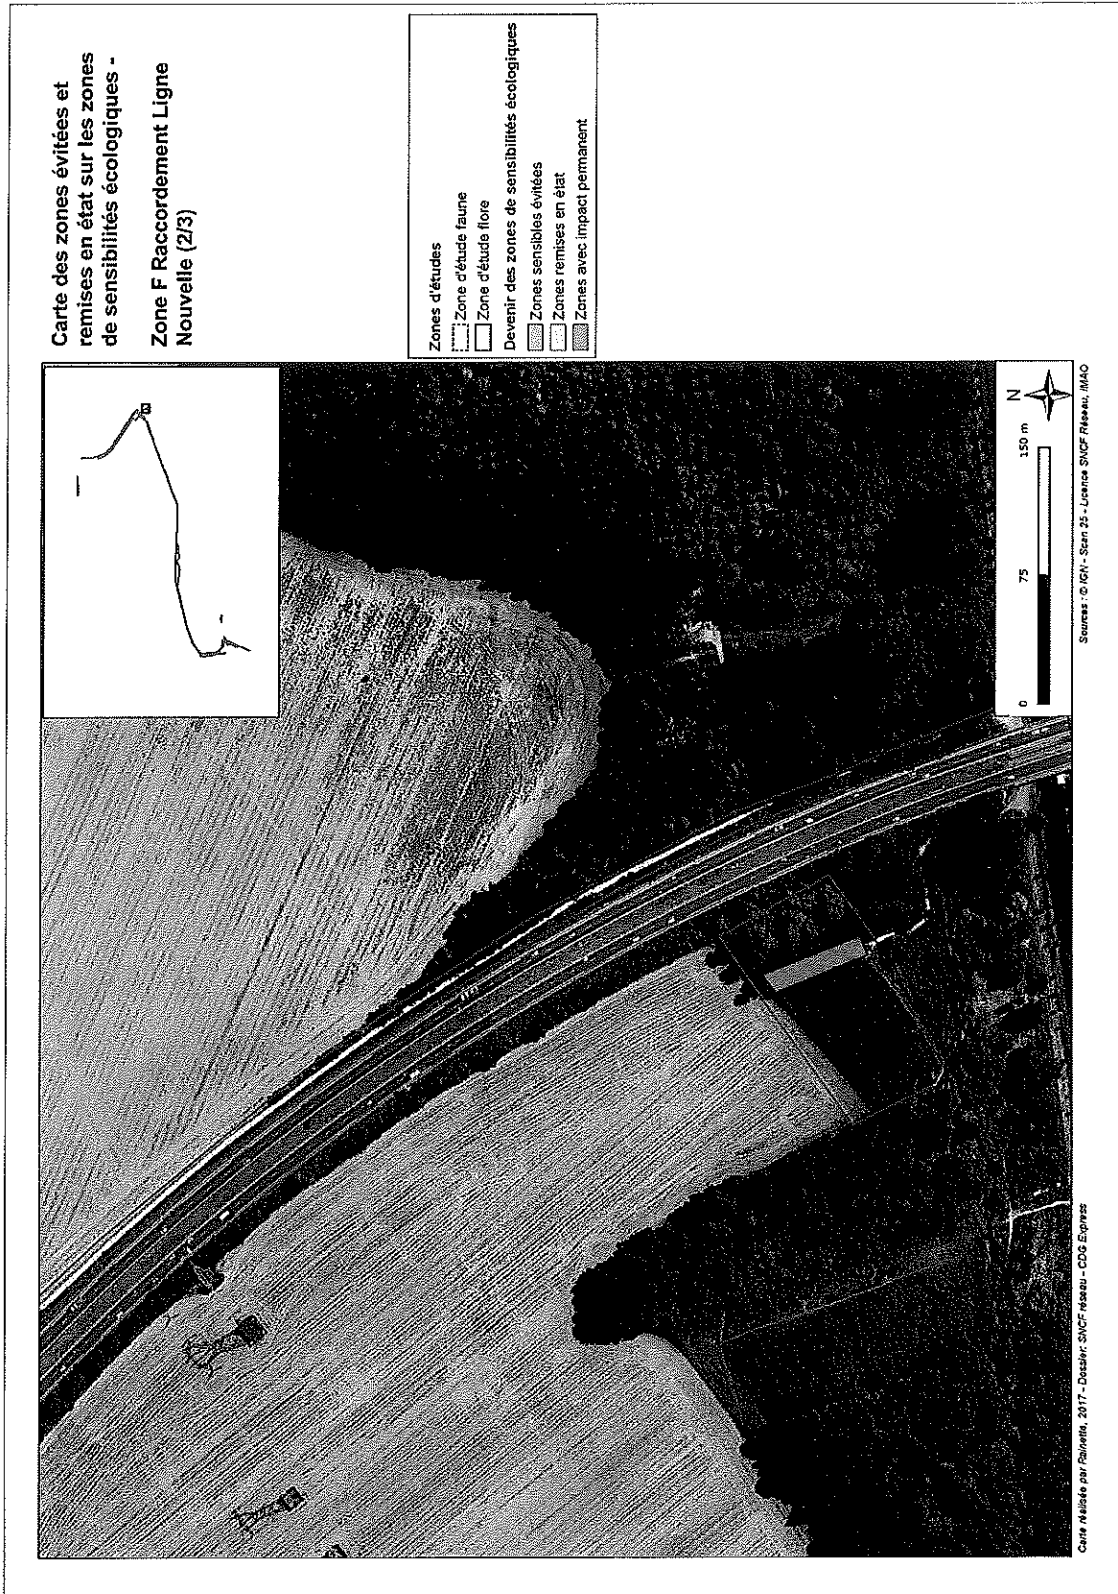 Carte des zones évitées et
remises en état sur les zones
de sensibilités écologiques -
Zone F Raccordement Ligne
Nouvelle (2/3)
Zones d'études
Zone d'étude faune
Zone d'étude flore
Devenir des zones de sensibilités écologiques
Zones sensibles évitées
Zones remises en état
Zones avec impact permanent
N
0 75 150 m
Carte réalisée par Rainette, 2017 - Dossier: SNCF réseau - CDG Express
Sources : © IGN - Scan 25 - Licence SNCF Réseau, IMAO